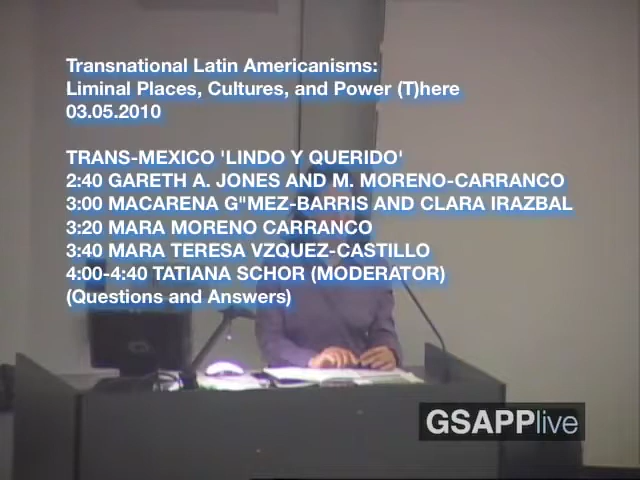 Transnational Latin Americanisms:
Liminal Places, Cultures, and Power (T)here
03.05.2010
TRANS-MEXICO 'LINDO Y QUERIDO'
2:40 GARETH A. JONES AND M. MORENO-CARRANCO
3:00 MACARENA G"MEZ-BARRIS AND CLARA IRAZBAL
3:20 MARA MORENO CARRANCO
3:40 MARA TERESA VZQUEZ-CASTILLO
4:00-4:40 TATIANA SCHOR (MODERATOR)
(Questions and Answers)
GSAPPlive